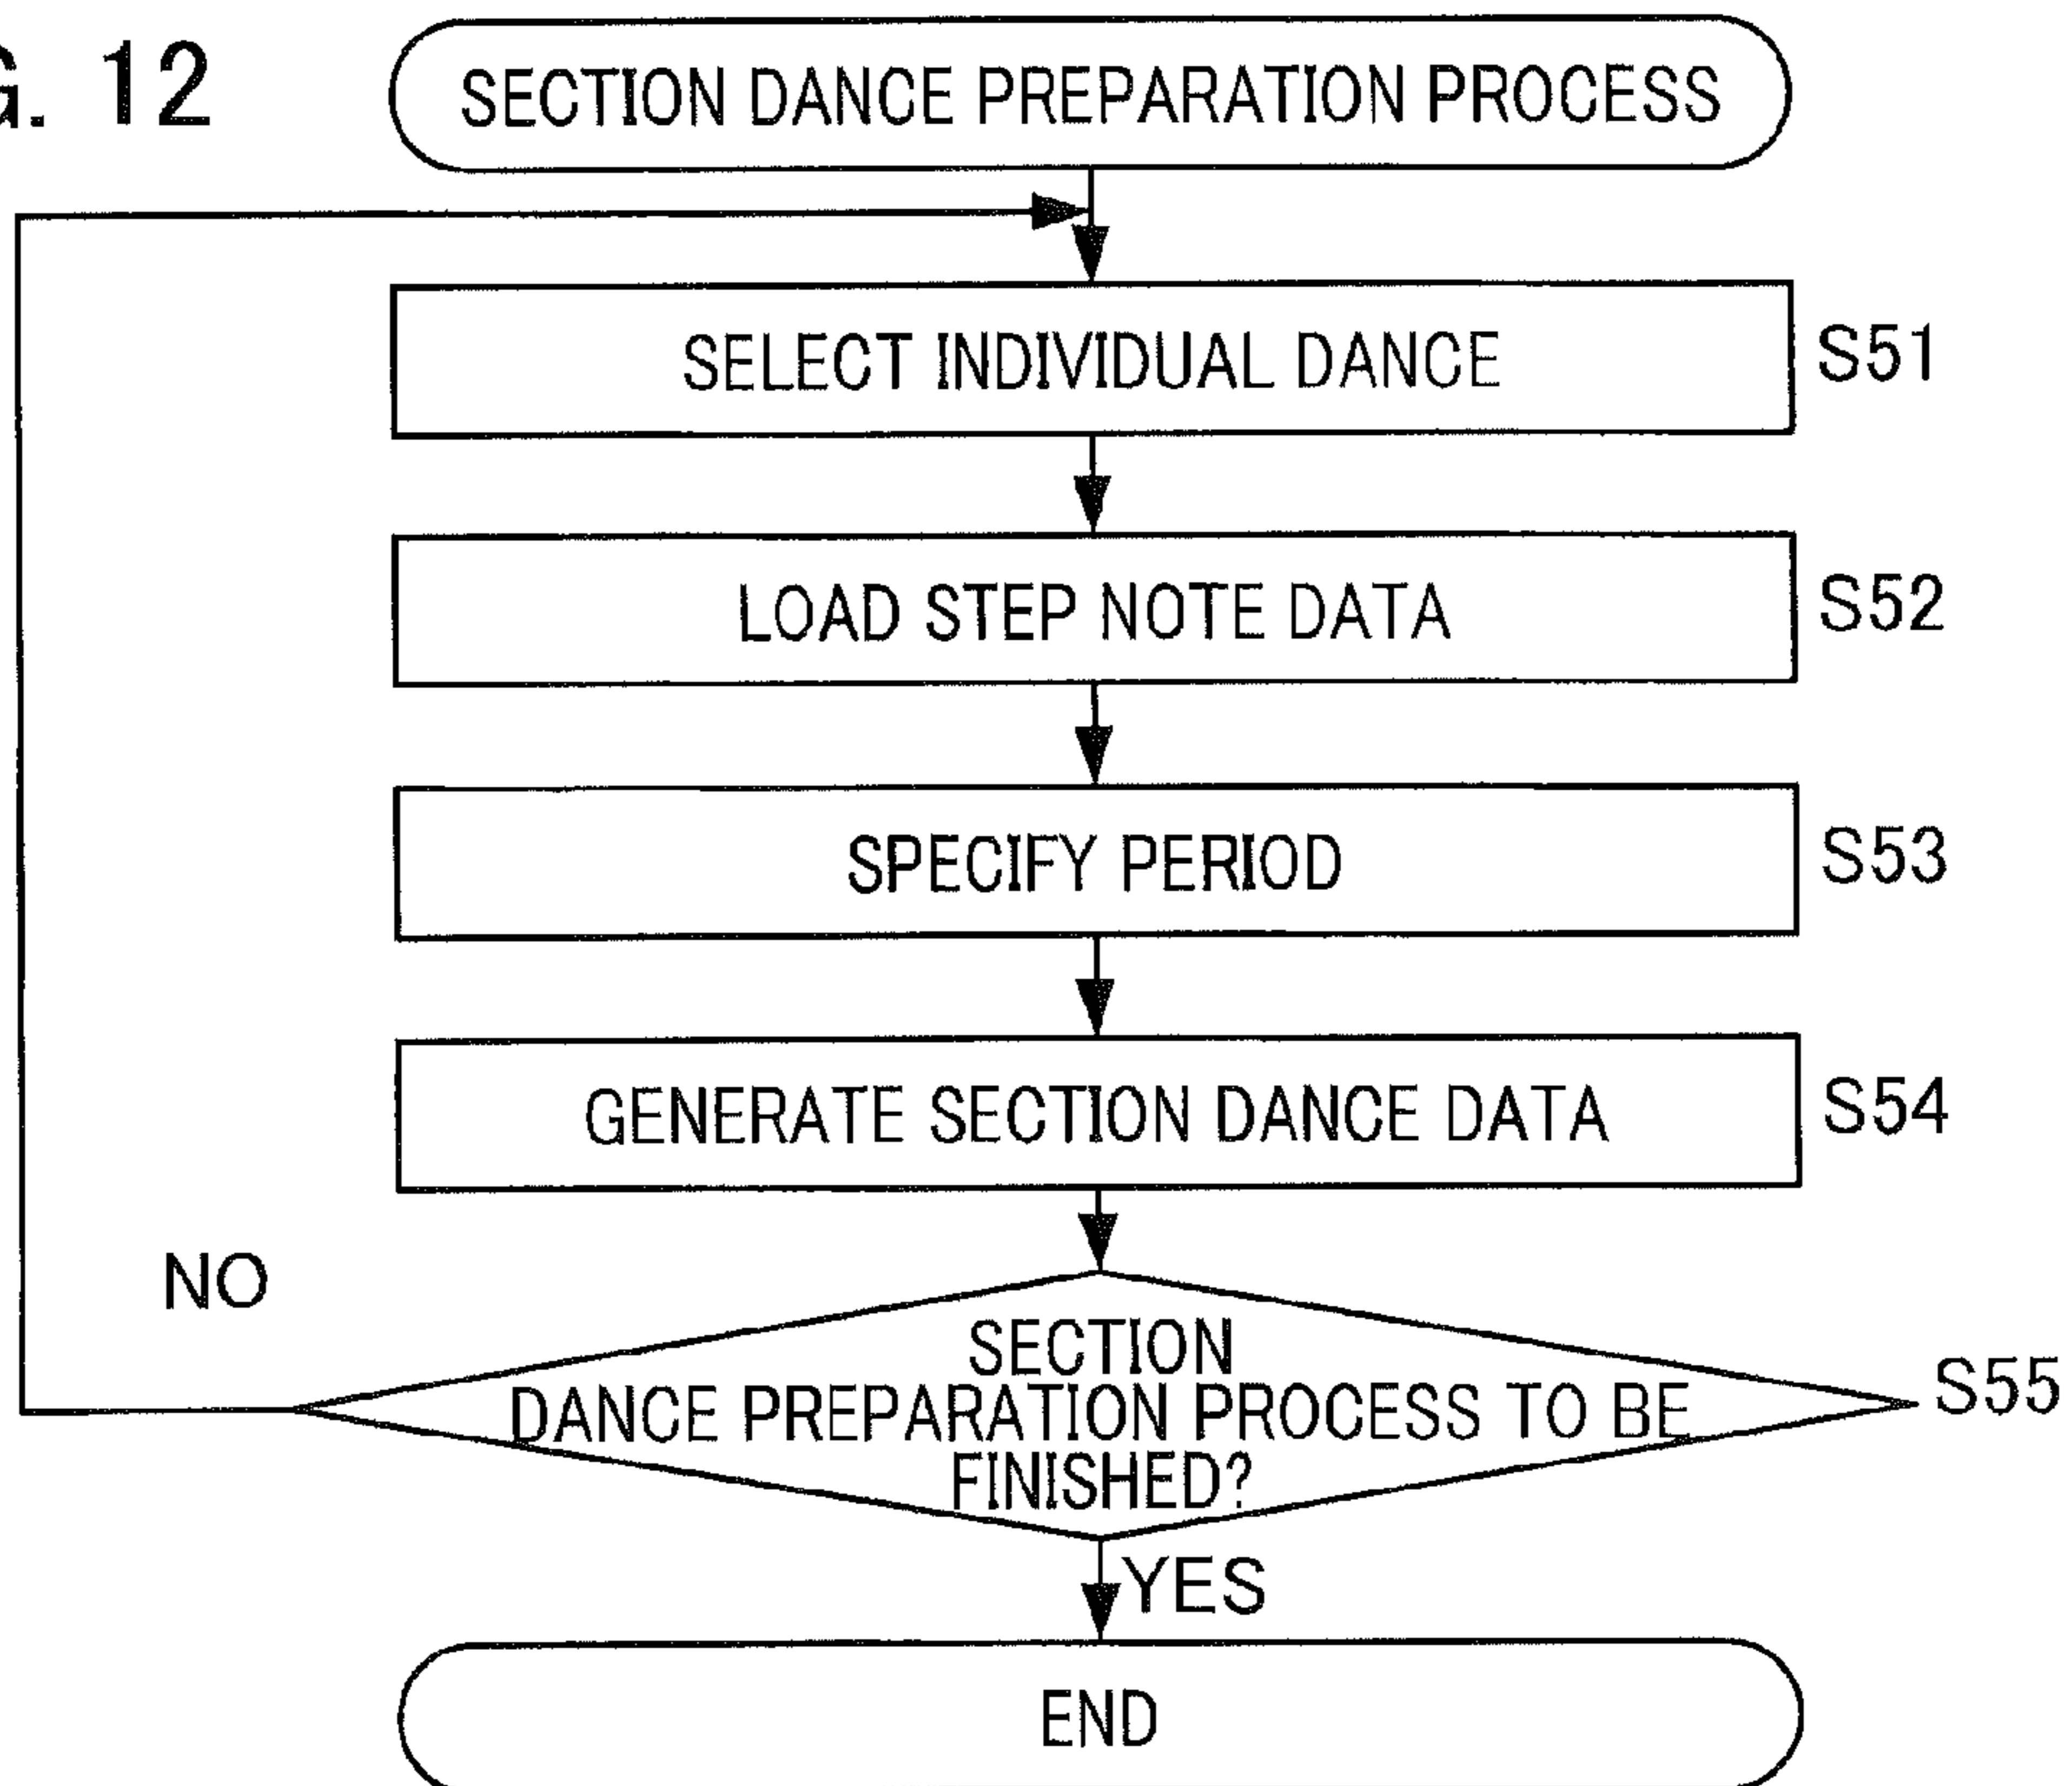 G. 12
SECTION DANCE PREPARATION PROCESS
SELECT INDIVIDUAL DANCE
S51
LOAD STEP NOTE DATA
S52
SPECIFY PERIOD
S53
GENERATE SECTION DANCE DATA
S54
NO
SECTION
DANCE PREPARATION PROCESS TO BE
FINISHED?
S55
YES
END